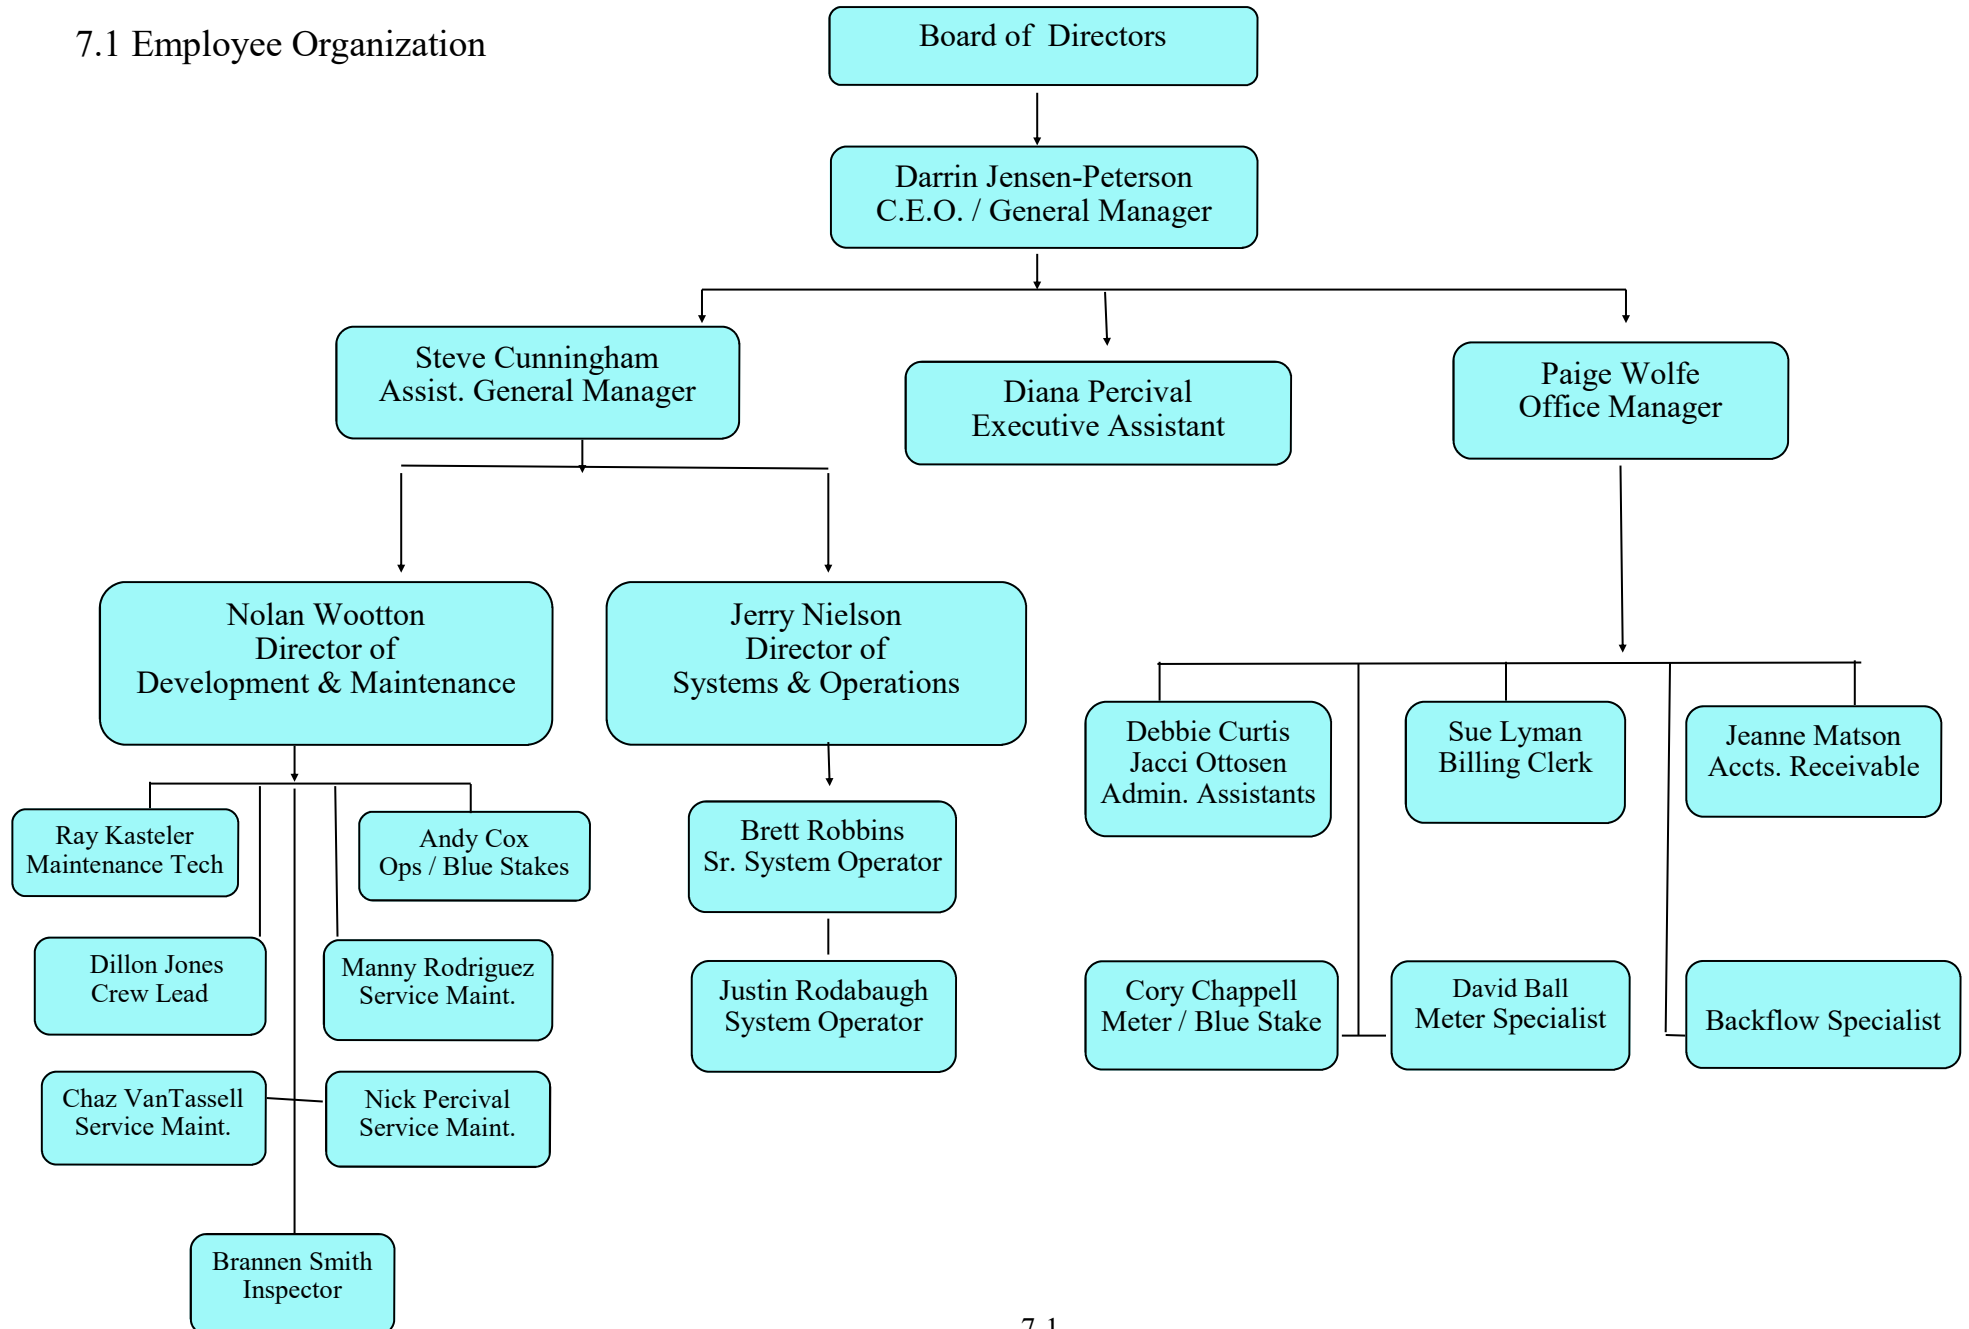 7.1 Employee Organization
Board of  Directors
Darrin Jensen-Peterson
C.E.O. / General Manager
Steve Cunningham
Assist. General Manager
Diana Percival
Executive Assistant
Paige Wolfe
Office Manager
Nolan Wootton
Director of
Development & Maintenance
Jerry Nielson
Director of
Systems & Operations
Debbie Curtis
Jacci Ottosen
Admin. Assistants
Sue Lyman
Billing Clerk
Jeanne Matson
Accts. Receivable
Ray Kasteler
Maintenance Tech
Andy Cox
Ops / Blue Stakes
Brett Robbins
Sr. System Operator
Dillon Jones
Crew Lead
Manny Rodriguez
Service Maint.
Justin Rodabaugh
System Operator
Cory Chappell
Meter / Blue Stake
David Ball
Meter Specialist
Backflow Specialist
Chaz VanTassell
Service Maint.
Nick Percival
Service Maint.
Brannen Smith
Inspector
7-1